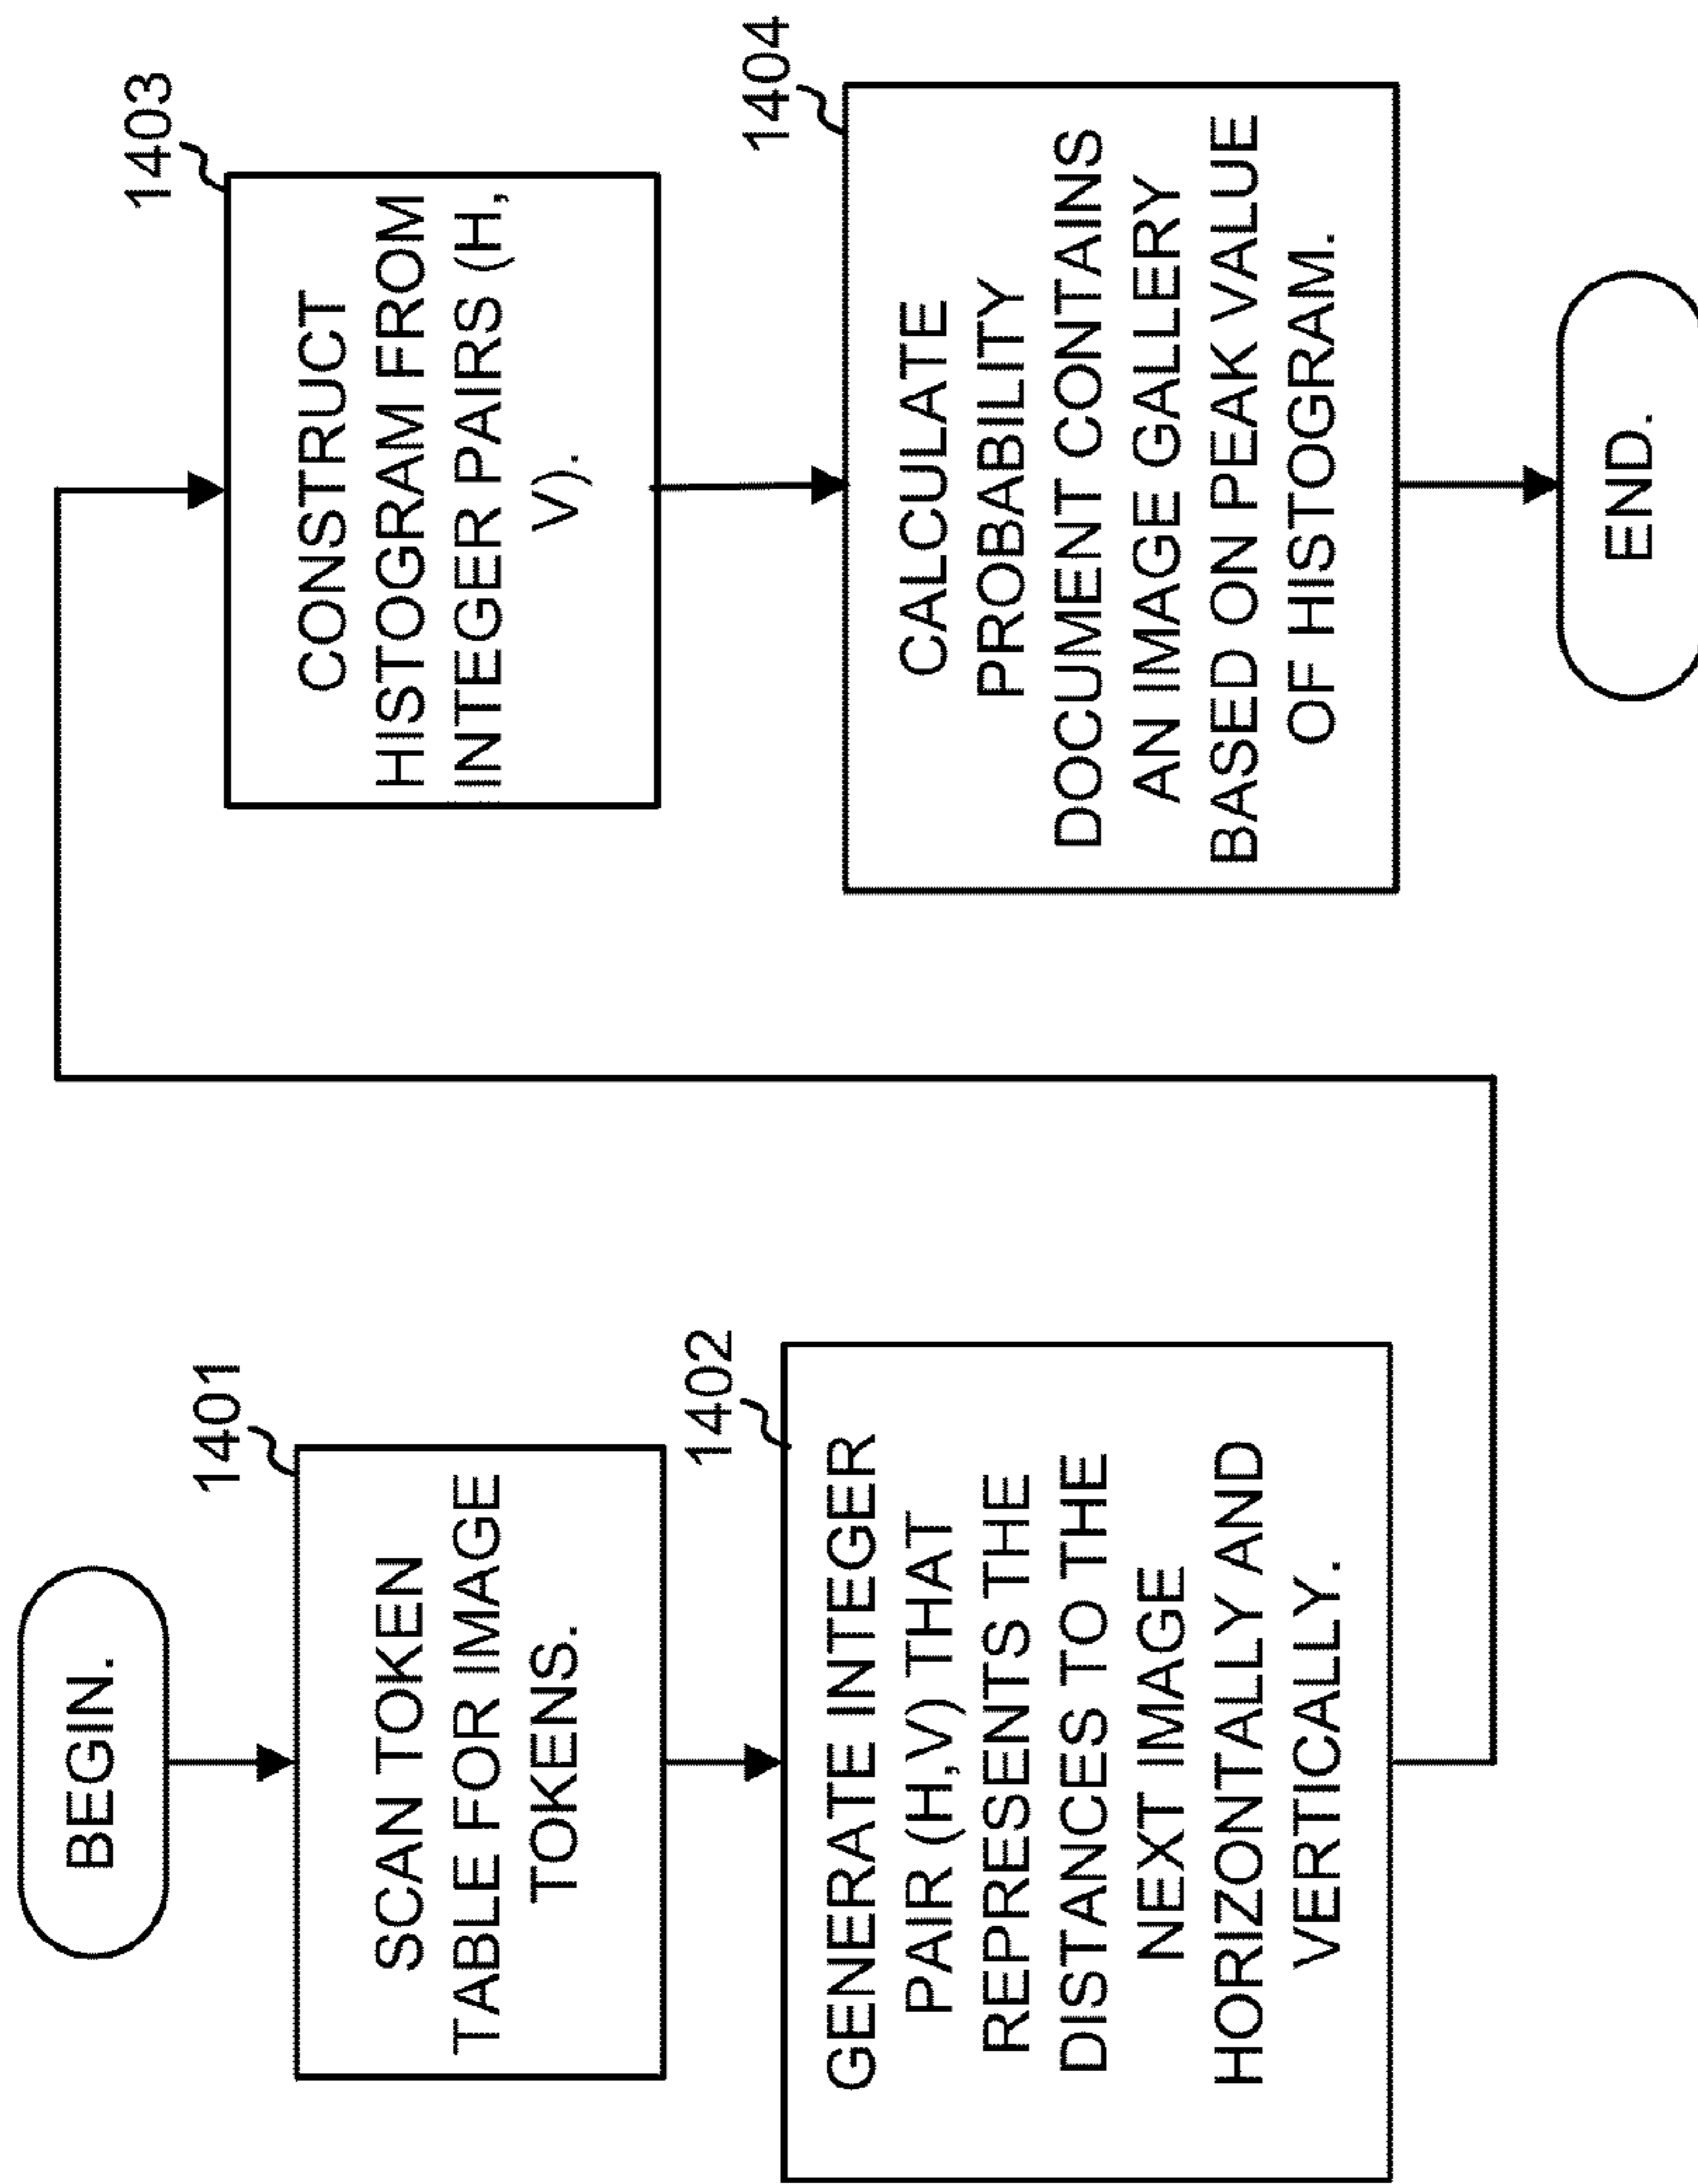 BEGIN.
1401
SCAN TOKEN
TABLE FOR IMAGE
TOKENS.
1402
GENERATE INTEGER
PAIR (H,V) THAT
REPRESENTS THE
DISTANCES TO THE
NEXT IMAGE
HORIZONTALLY AND
VERTICALLY.
1403
CONSTRUCT
HISTOGRAM FROM
INTEGER PAIRS (H,
V).
1404
CALCULATE
PROBABILITY
DOCUMENT CONTAINS
AN IMAGE GALLERY
BASED ON PEAK VALUE
OF HISTOGRAM.
END.